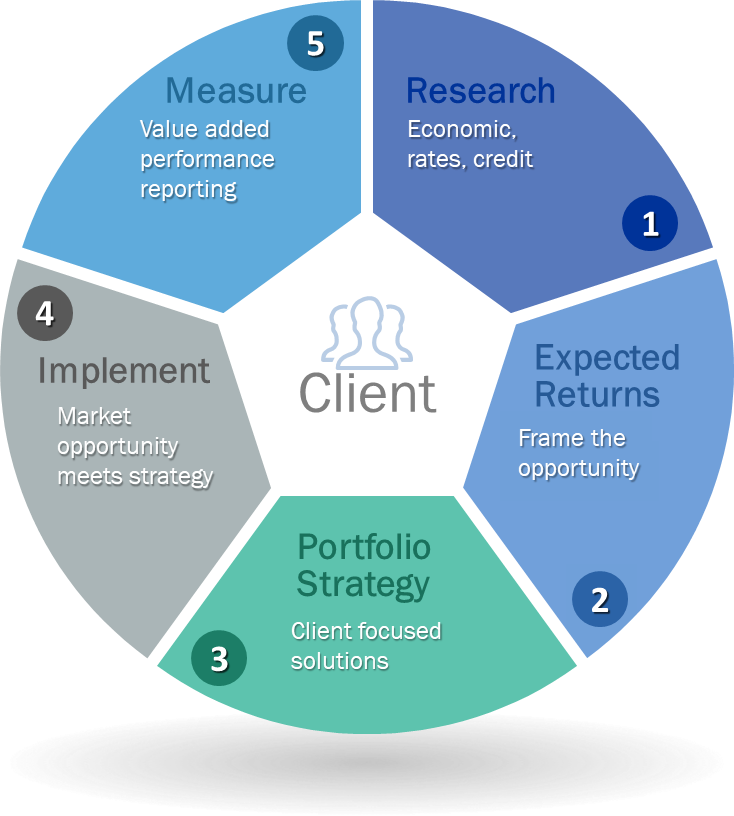 5
Measure
Value added
performance
reporting
Research
Economic,
rates, credit
1
Expected
Returns
Frame the
opportunity
2
Portfolio
Strategy
Client focused
solutions
3
4
Implement
Market
opportunity
meets strategy
Client